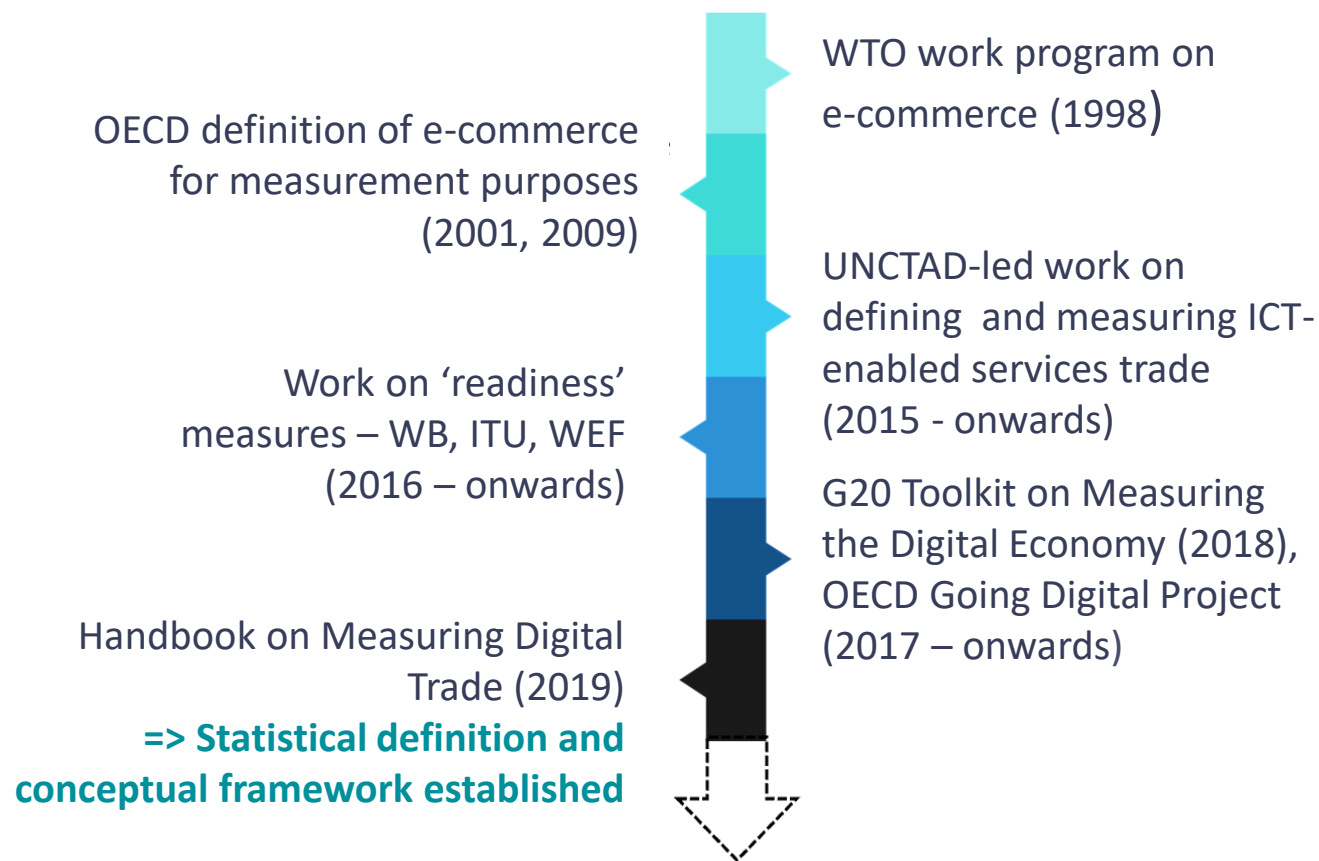 WTO work program on
e-commerce (1998)
OECD definition of e-commerce
for measurement purposes
(2001, 2009)
UNCTAD-led work on
defining  and measuring ICT-
enabled services trade
(2015 - onwards)
Work on ‘readiness’
measures – WB, ITU, WEF
(2016 – onwards)
G20 Toolkit on Measuring
the Digital Economy (2018),
OECD Going Digital Project
(2017 – onwards)
Handbook on Measuring Digital
Trade (2019)
=> Statistical definition and
conceptual framework established